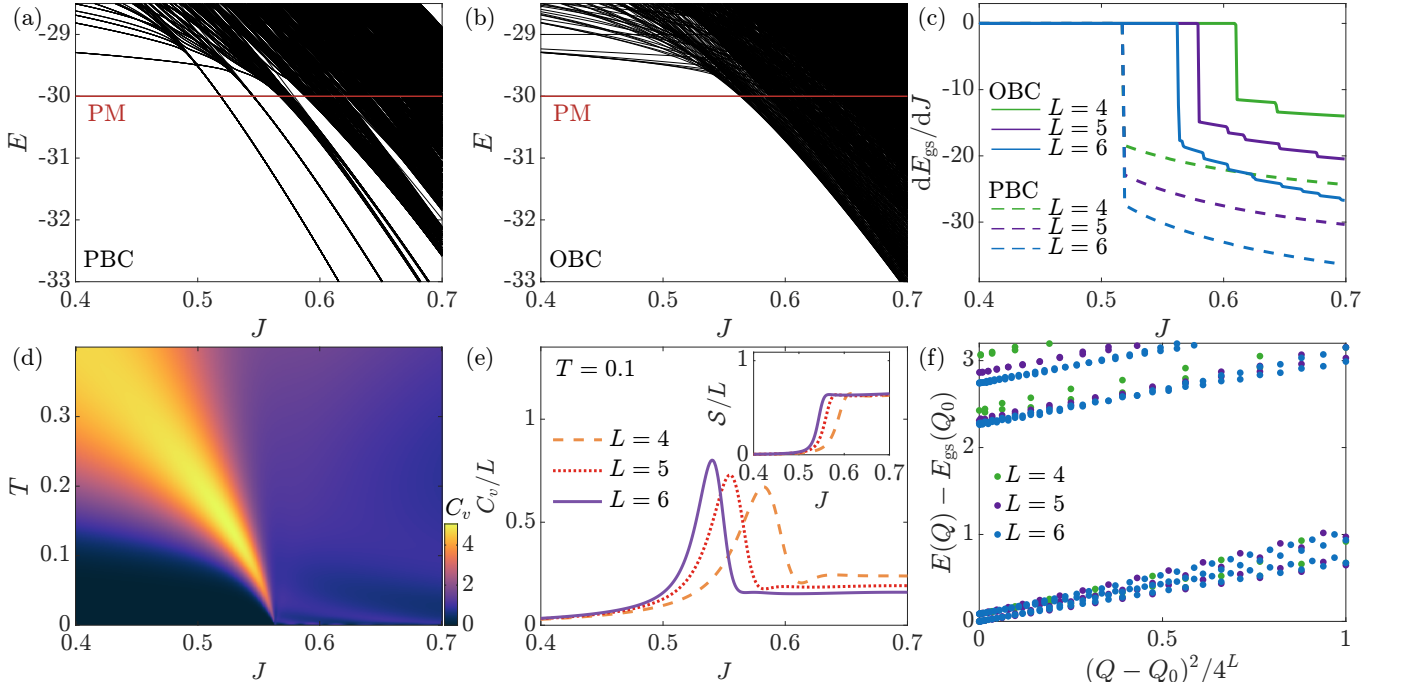 (a)
-29
-30
-31
-32
-33
E
PM
PBC
0.4
0.5
0.6
0.7
J
(b)
-29
-30
-31
-32
-33
E
PM
OBC
0.4
0.5
0.6
0.7
J
(c)
0
-10
-20
-30
dE_gs/dJ
OBC
L = 4
L = 5
L = 6
PBC
L = 4
L = 5
L = 6
0.4
0.5
0.6
0.7
J
(d)
0.3
0.2
0.1
0
T
C_v
4
2
0
0.4
0.5
0.6
0.7
J
(e)
T = 0.1
1
0.5
0
C_v/L
L = 4
L = 5
L = 6
1
0
S/L
0.4 0.5 0.6 0.7
J
0.4
0.5
0.6
0.7
J
(f)
3
2
1
0
E(Q) − E_gs(Q_0)
L = 4
L = 5
L = 6
0
0.5
1
(Q − Q_0)^2/4^L